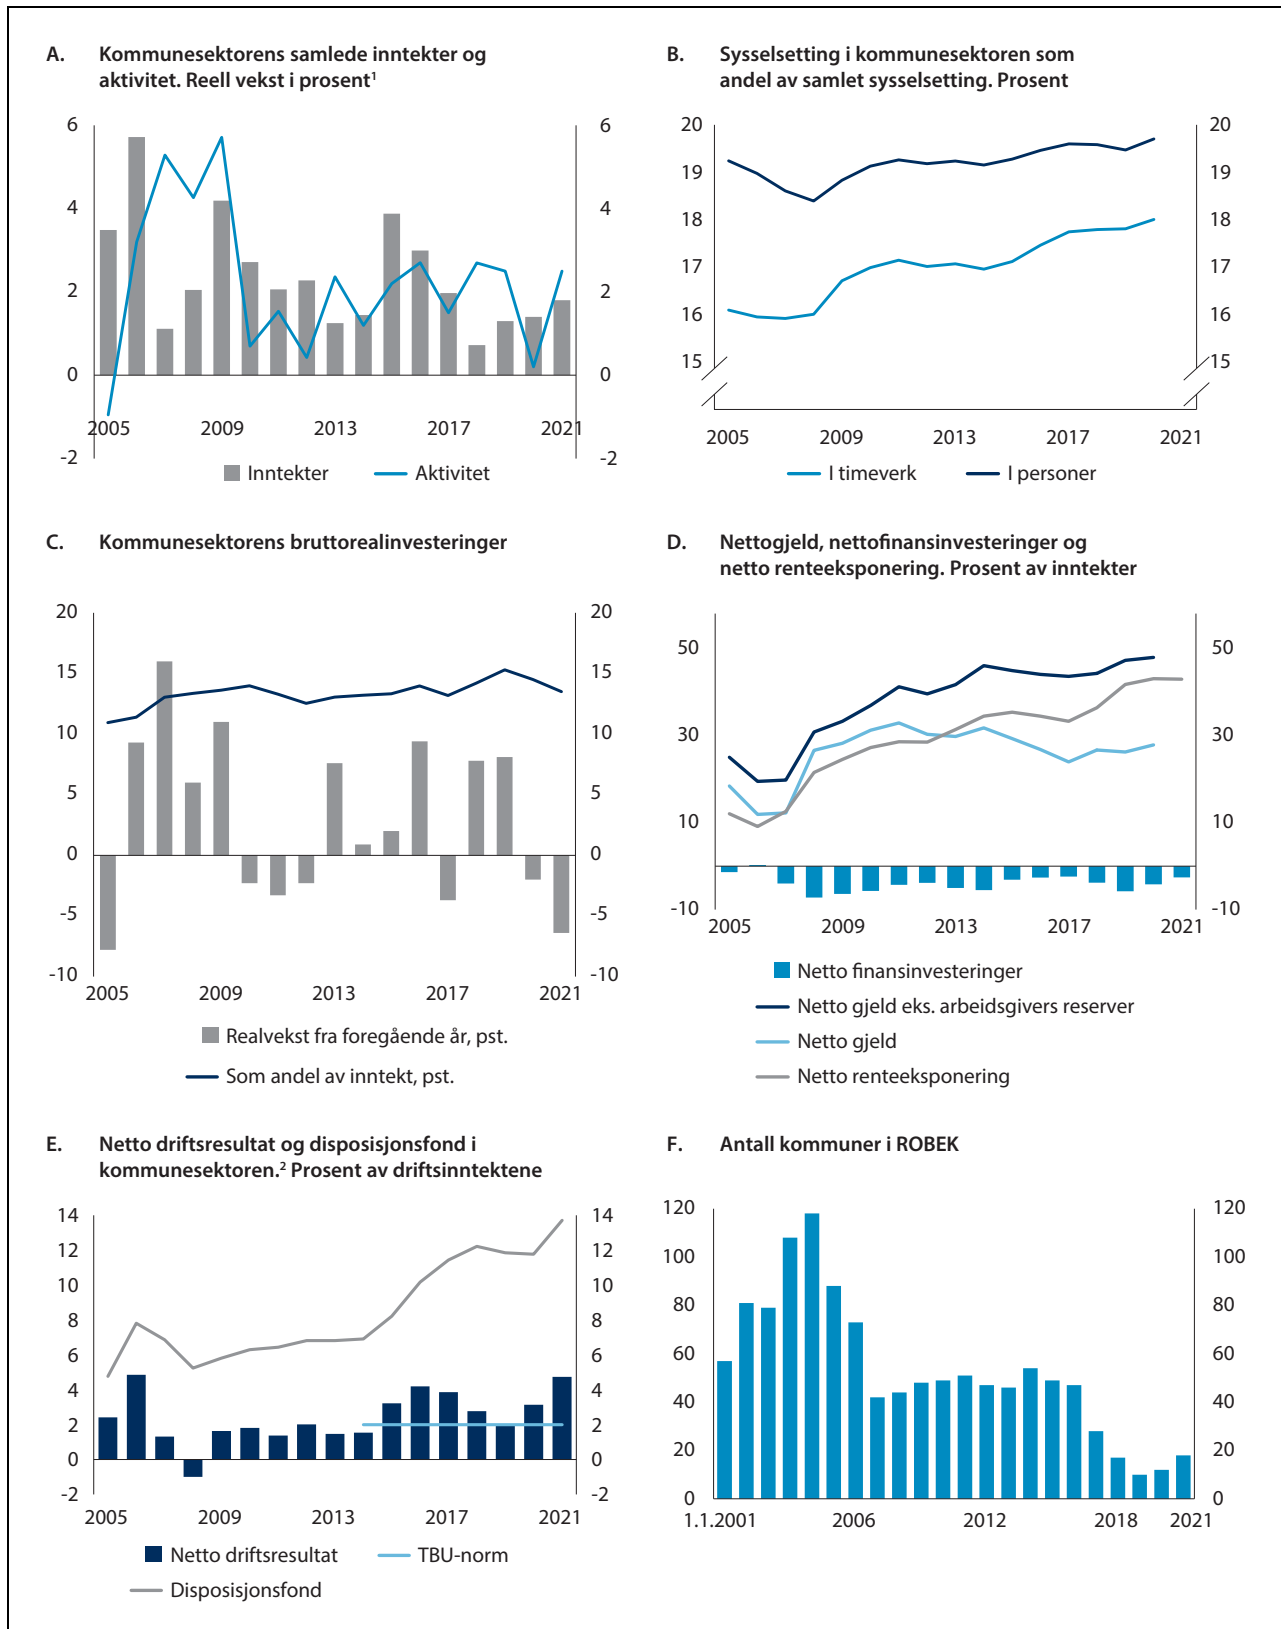 A. Kommunesektorens samlede inntekter og
aktivitet. Reell vekst i prosent¹
6 6
4 4
2 2
0 0
2005 2009 2013 2017 2021
-2 -2
Inntekter Aktivitet
B. Sysselsetting i kommunesektoren som
andel av samlet sysselsetting. Prosent
20 20
19 19
18 18
17 17
16 16
15 15
2005 2009 2013 2017 2021
I timeverk I personer
C. Kommunesektorens bruttorealinvesteringer
20 20
15 15
10 10
5 5
0 0
-5 -5
-10 -10
2005 2009 2013 2017 2021
Realvekst fra foregående år, pst.
Som andel av inntekt, pst.
D. Nettogjeld, nettofinansinvesteringer og
netto renteeksponering. Prosent av inntekter
50 50
30 30
10 10
-10 -10
2005 2009 2013 2017 2021
Netto finansinvesteringer
Netto gjeld eks. arbeidsgivers reserver
Netto gjeld
Netto renteeksponering
E. Netto driftsresultat og disposisjonsfond i
kommunesektoren.² Prosent av driftsinntektene
14 14
12 12
10 10
8 8
6 6
4 4
2 2
0 0
-2 -2
2005 2009 2013 2017 2021
Netto driftsresultat TBU-norm
Disposisjonsfond
F. Antall kommuner i ROBEK
120 120
100 100
80 80
60 60
40 40
20 20
0 0
1.1.2001 2006 2012 2018 2021